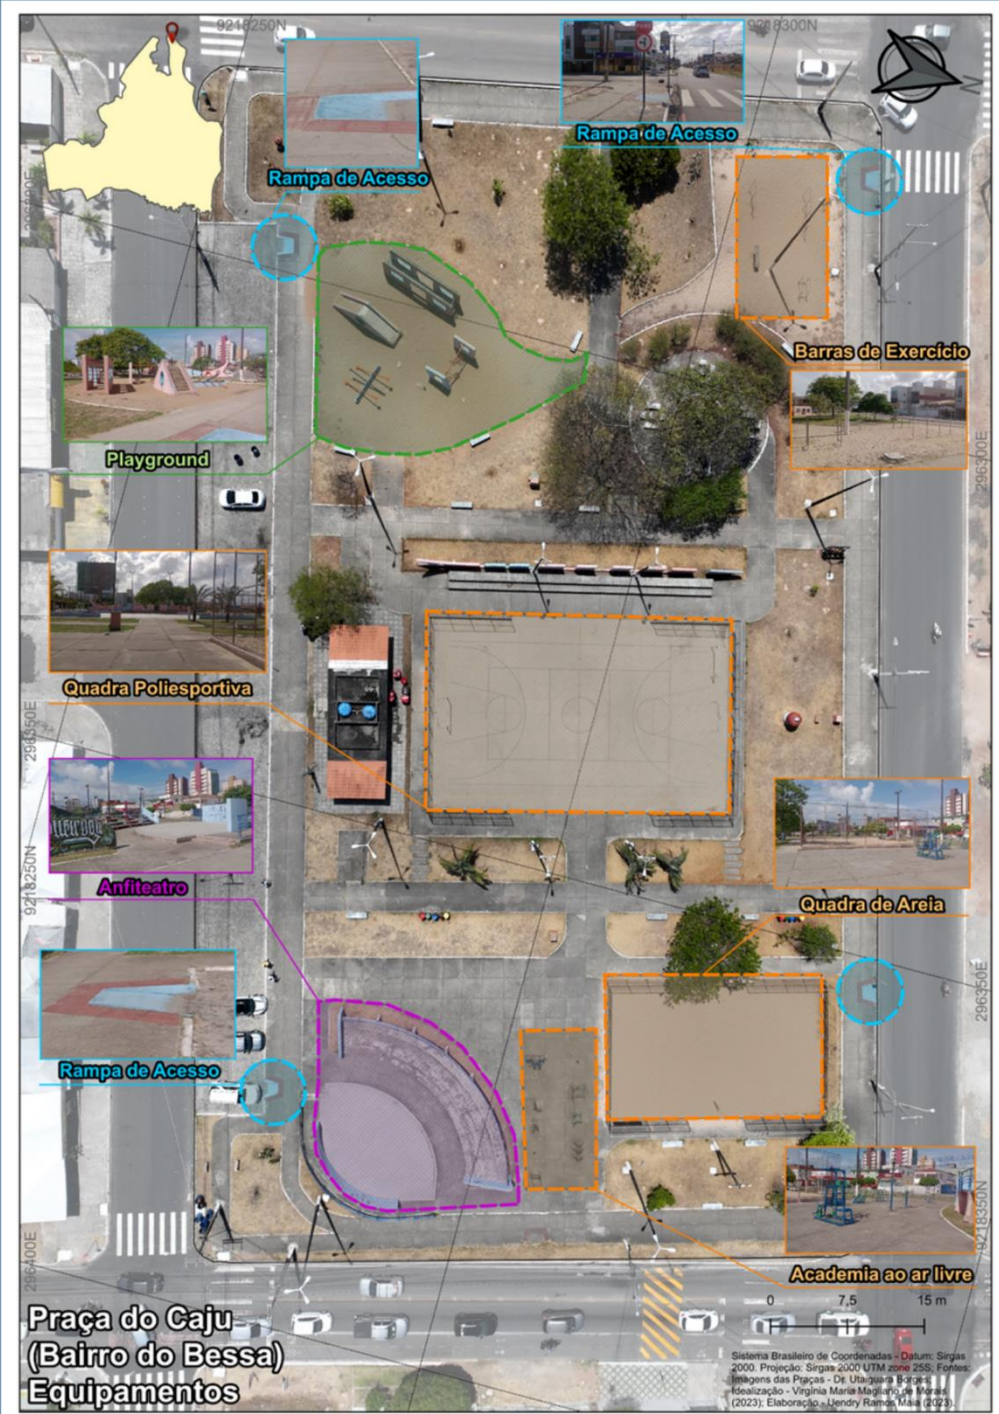 9218250N
9218300N
Rampa de Acesso
Rampa de Acesso
N
Barras de Exercício
296300E
Playground
Quadra Poliesportiva
296350E
Anfiteatro
9218250N
Quadra de Areia
296350E
Rampa de Acesso
9218350N
296400E
Academia ao ar livre
0 7,5 15 m
Praça do Caju
(Bairro do Bessa)
Equipamentos
Sistema Brasileiro de Coordenadas - Datum: Sirgas
2000. Projeção: Sirgas 2000 UTM zone 25S; Fontes:
Imagens das Praças - Dr. Utaiguara Borges;
Idealização - Virgínia Maria Magliano de Morais
(2023); Elaboração - Uendry Ramos Maia (2023).